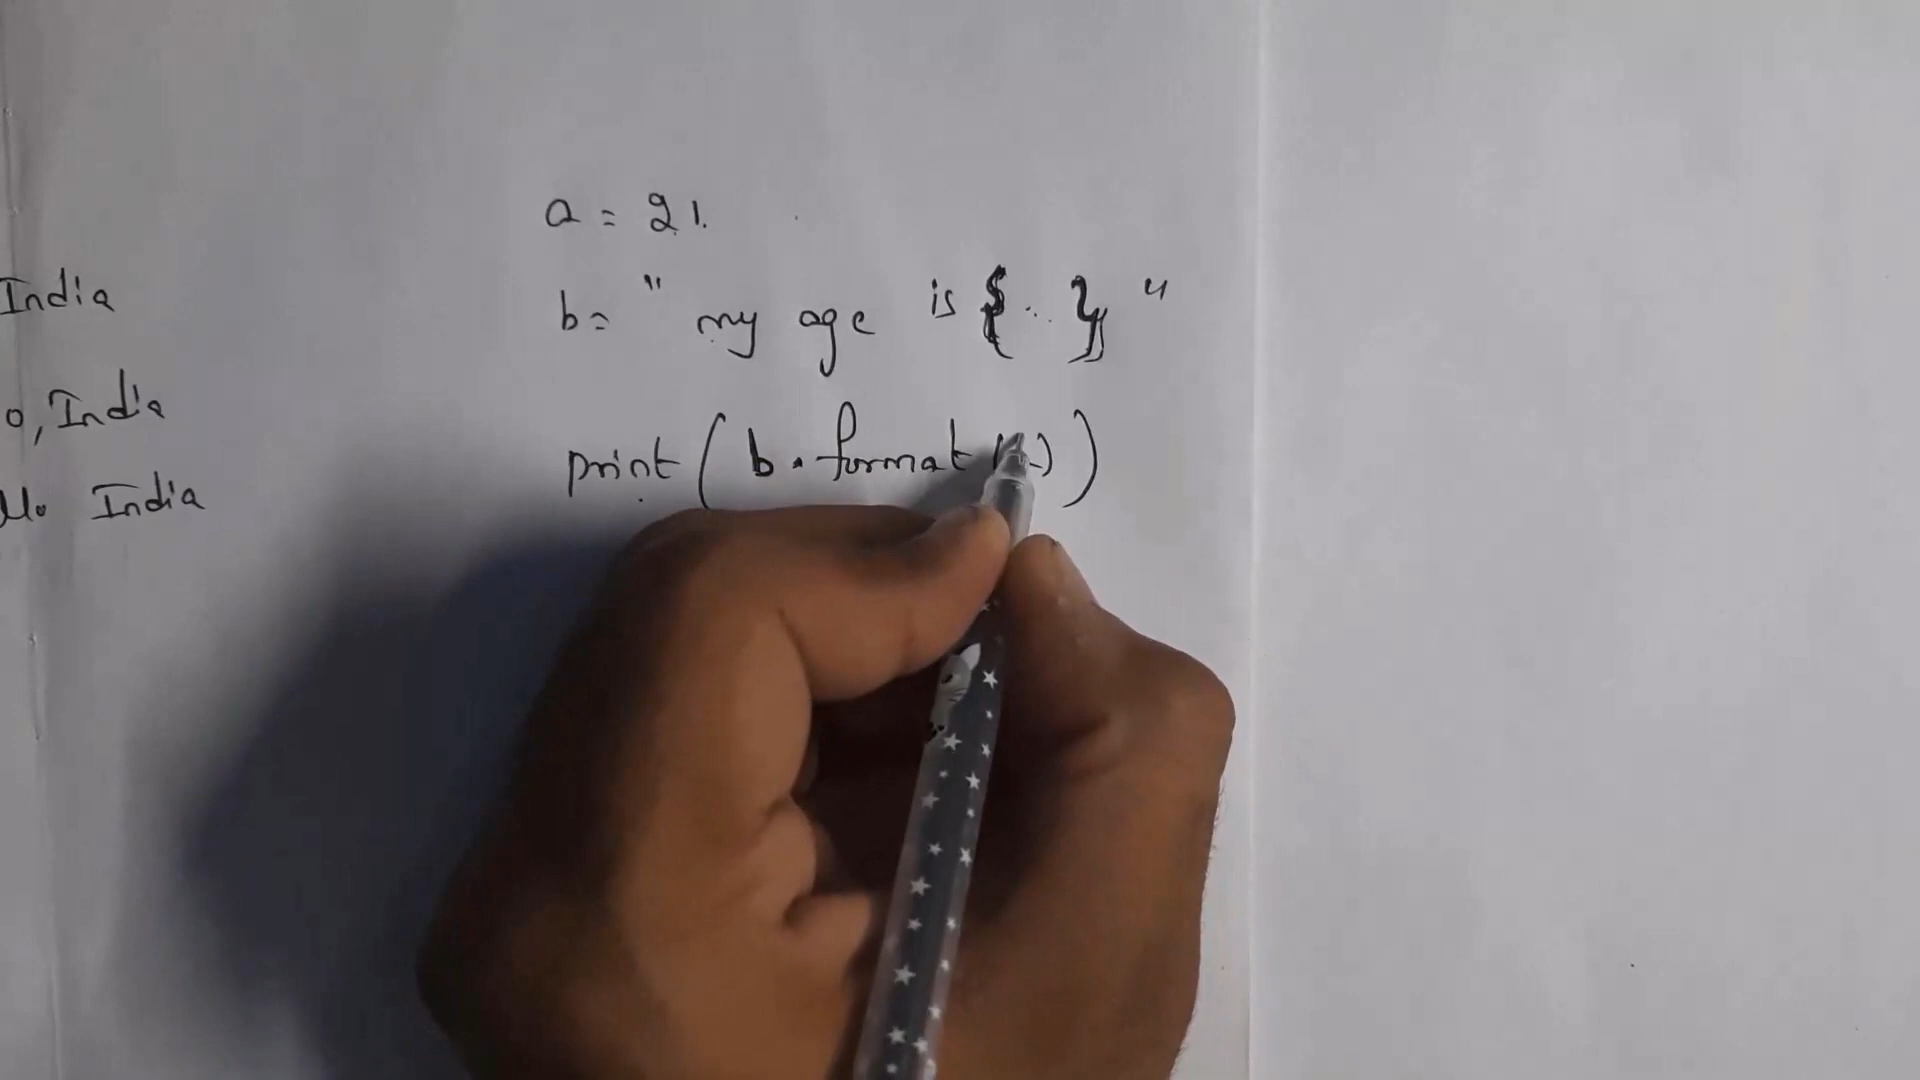 India
o, India
llo India
a = 21.
b= " my age is {..}"
print( b.format( ))